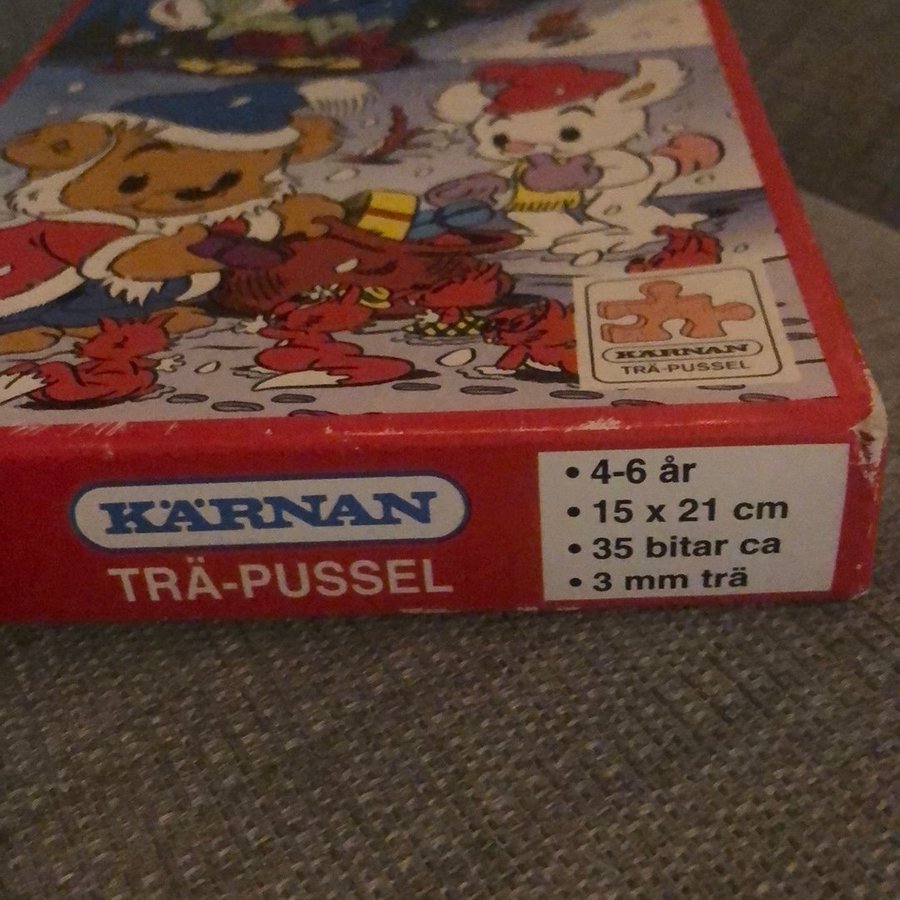 KÄRNAN
TRÄ-PUSSEL
KÄRNAN
TRÄ-PUSSEL
• 4-6 år
• 15 x 21 cm
• 35 bitar ca
• 3 mm trä